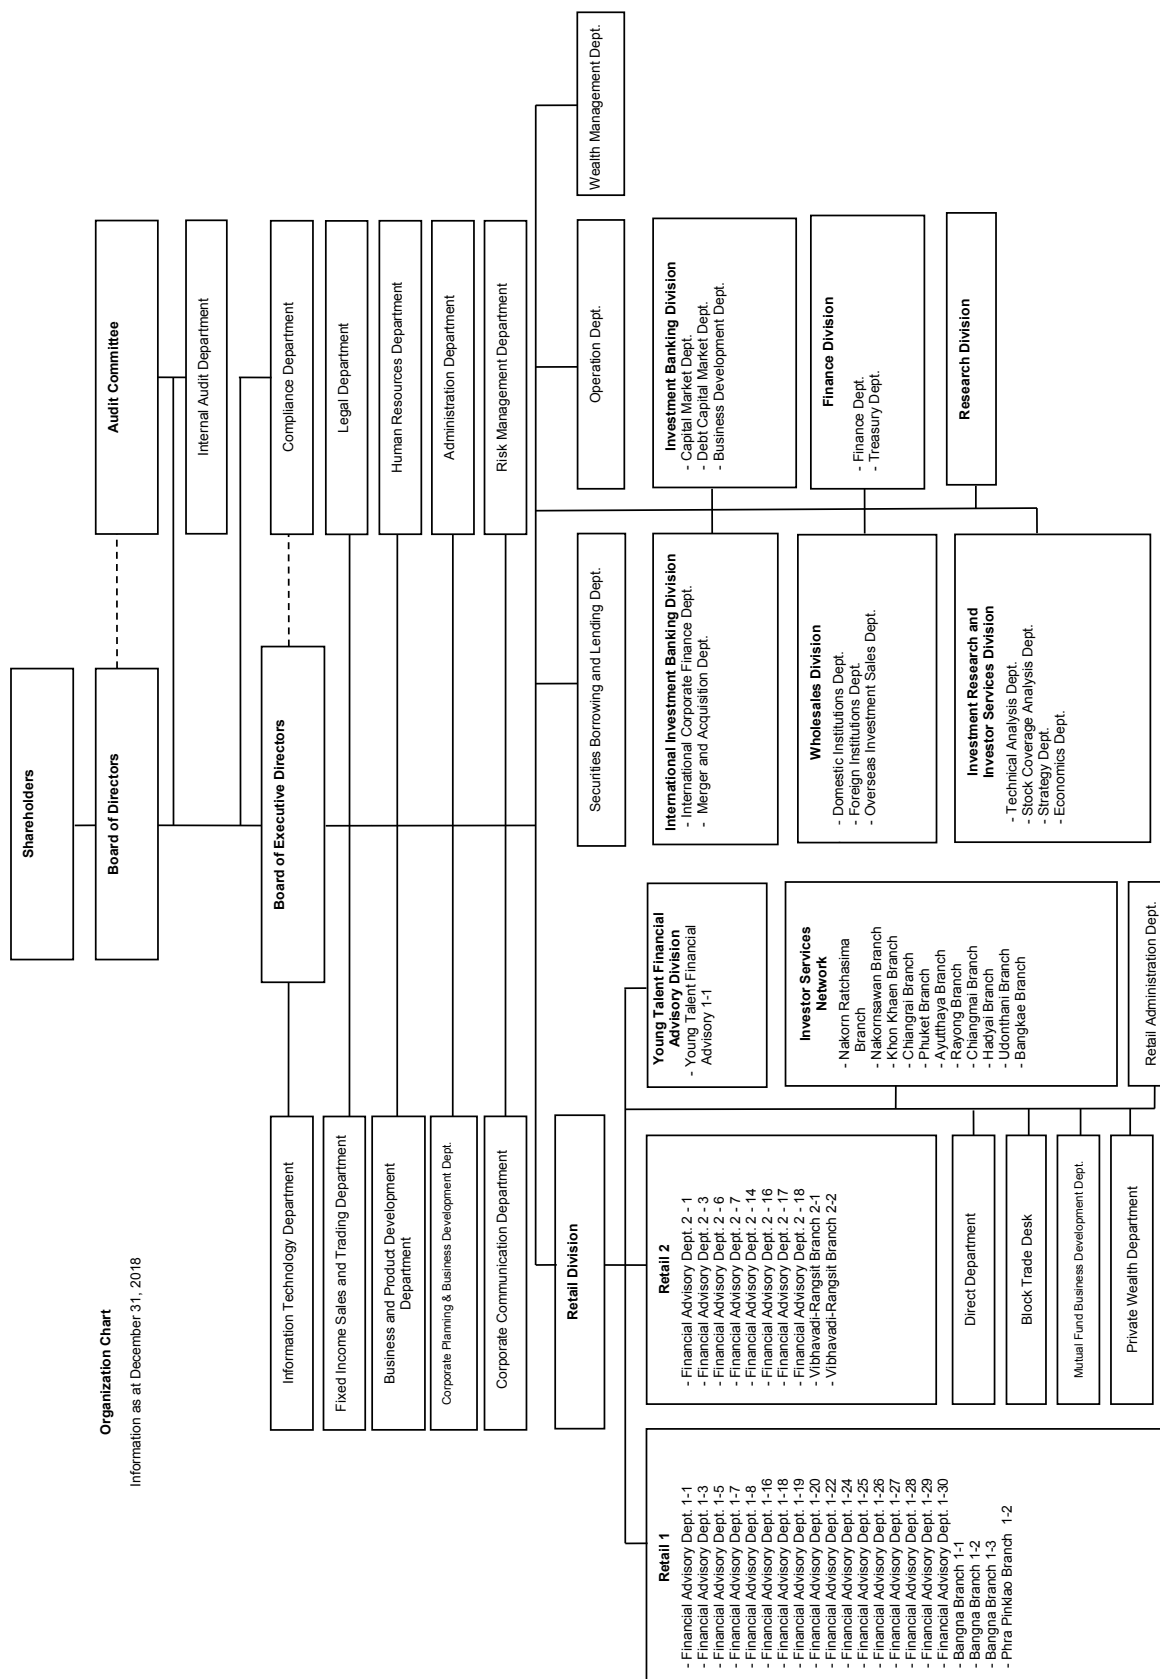 Organization Chart
Information as at December 31, 2018
Shareholders
Board of Directors
Audit Committee
Internal Audit Department
Board of Executive Directors
Compliance Department
Information Technology Department
Legal Department
Fixed Income Sales and Trading Department
Human Resources Department
Business and Product Development
Department
Administration Department
Corporate Planning & Business Development Dept.
Risk Management Department
Corporate Communication Department
Retail Division
Securities Borrowing and Lending Dept.
Operation Dept.
Wealth Management Dept.
Retail 1
- Financial Advisory Dept. 1-1
- Financial Advisory Dept. 1-3
- Financial Advisory Dept. 1-5
- Financial Advisory Dept. 1-7
- Financial Advisory Dept. 1-8
- Financial Advisory Dept. 1-16
- Financial Advisory Dept. 1-18
- Financial Advisory Dept. 1-19
- Financial Advisory Dept. 1-20
- Financial Advisory Dept. 1-22
- Financial Advisory Dept. 1-24
- Financial Advisory Dept. 1-25
- Financial Advisory Dept. 1-26
- Financial Advisory Dept. 1-27
- Financial Advisory Dept. 1-28
- Financial Advisory Dept. 1-29
- Financial Advisory Dept. 1-30
- Bangna Branch 1-1
- Bangna Branch 1-2
- Bangna Branch 1-3
- Phra Pinklao Branch 1-2
Retail 2
- Financial Advisory Dept. 2 - 1
- Financial Advisory Dept. 2 - 3
- Financial Advisory Dept. 2 - 6
- Financial Advisory Dept. 2 - 7
- Financial Advisory Dept. 2 - 14
- Financial Advisory Dept. 2 - 16
- Financial Advisory Dept. 2 - 17
- Financial Advisory Dept. 2 - 18
- Vibhavadi-Rangsiit Branch 2-1
- Vibhavadi-Rangsiit Branch 2-2
Direct Department
Block Trade Desk
Mutual Fund Business Development Dept.
Private Wealth Department
Young Talent Financial
Advisory Division
- Young Talent Financial
Advisory 1-1
Investor Services
Network
- Nakorn Ratchasima
Branch
- Nakornsawan Branch
- Khon Khaen Branch
- Chiangrai Branch
- Phuket Branch
- Ayutthaya Branch
- Rayong Branch
- Chiangmai Branch
- Hadyai Branch
- Udonthani Branch
- Bangkae Branch
Retail Administration Dept.
International Investment Banking Division
- International Corporate Finance Dept.
- Merger and Acquisition Dept.
Wholesales Division
- Domestic Institutions Dept.
- Foreign Institutions Dept.
- Overseas Investment Sales Dept.
Investment Research and
Investor Services Division
- Technical Analysis Dept.
- Stock Coverage Analysis Dept.
- Strategy Dept.
- Economics Dept.
Investment Banking Division
- Capital Market Dept.
- Debt Capital Market Dept.
- Business Development Dept.
Finance Division
- Finance Dept.
- Treasury Dept.
Research Division